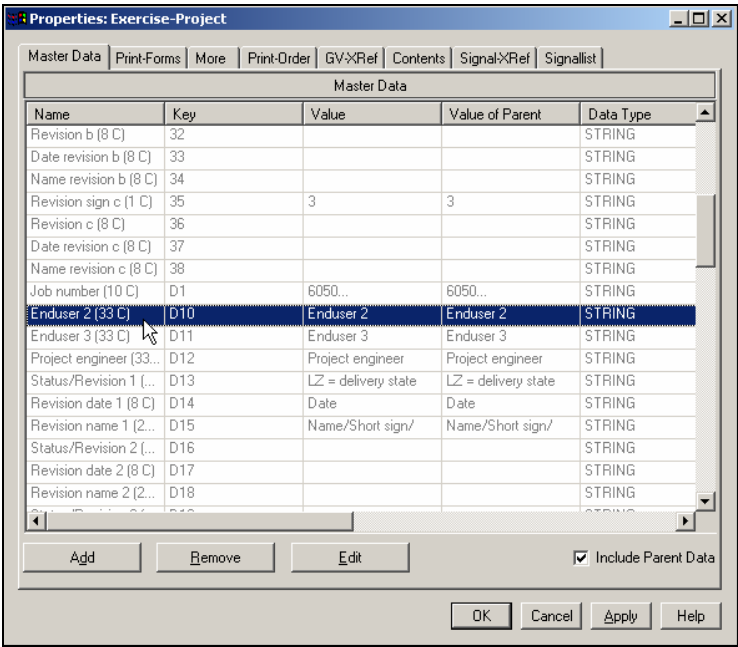 Properties: Exercise-Project
Master Data Print-Forms More Print-Order GV-XRef Contents Signal-XRef Signallist
Master Data
Name Key Value Value of Parent Data Type
Revision b (8 C) 32 STRING
Date revision b (8 C) 33 STRING
Name revision b (8 C) 34 STRING
Revision sign c (1 C) 35 3 3 STRING
Revision c (8 C) 36 STRING
Date revision c (8 C) 37 STRING
Name revision c (8 C) 38 STRING
Job number (10 C) D1 6050... 6050... STRING
Enduser 2 (33 C) D10 Enduser 2 Enduser 2 STRING
Enduser 3 (33 C) D11 Enduser 3 Enduser 3 STRING
Project engineer (33... D12 Project engineer Project engineer STRING
Status/Revision 1 (... D13 LZ = delivery state LZ = delivery state STRING
Revision date 1 (8 C) D14 Date Date STRING
Revision name 1 (2... D15 Name/Short sign/ Name/Short sign/ STRING
Status/Revision 2 (... D16 STRING
Revision date 2 (8 C) D17 STRING
Revision name 2 (2... D18 STRING
Add Remove Edit Include Parent Data
OK Cancel Apply Help